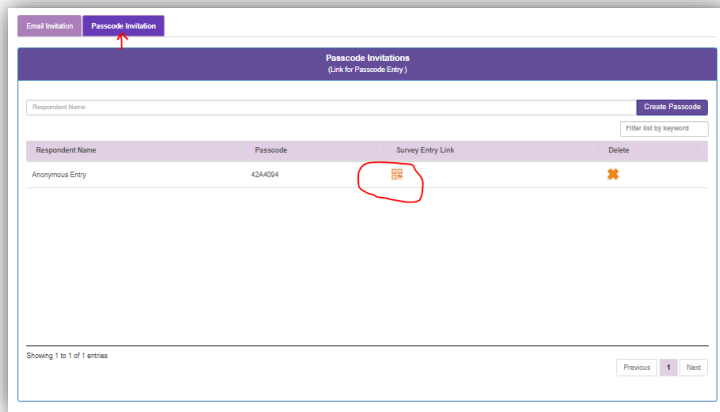 Email Invitation Passcode Invitation
Passcode Invitations
(Link for Passcode Entry )
Respondent Name Create Passcode
Filter list by keyword
Respondent Name Passcode Survey Entry Link Delete
Anonymous Entry 42A4094
Showing 1 to 1 of 1 entries
Previous 1 Next